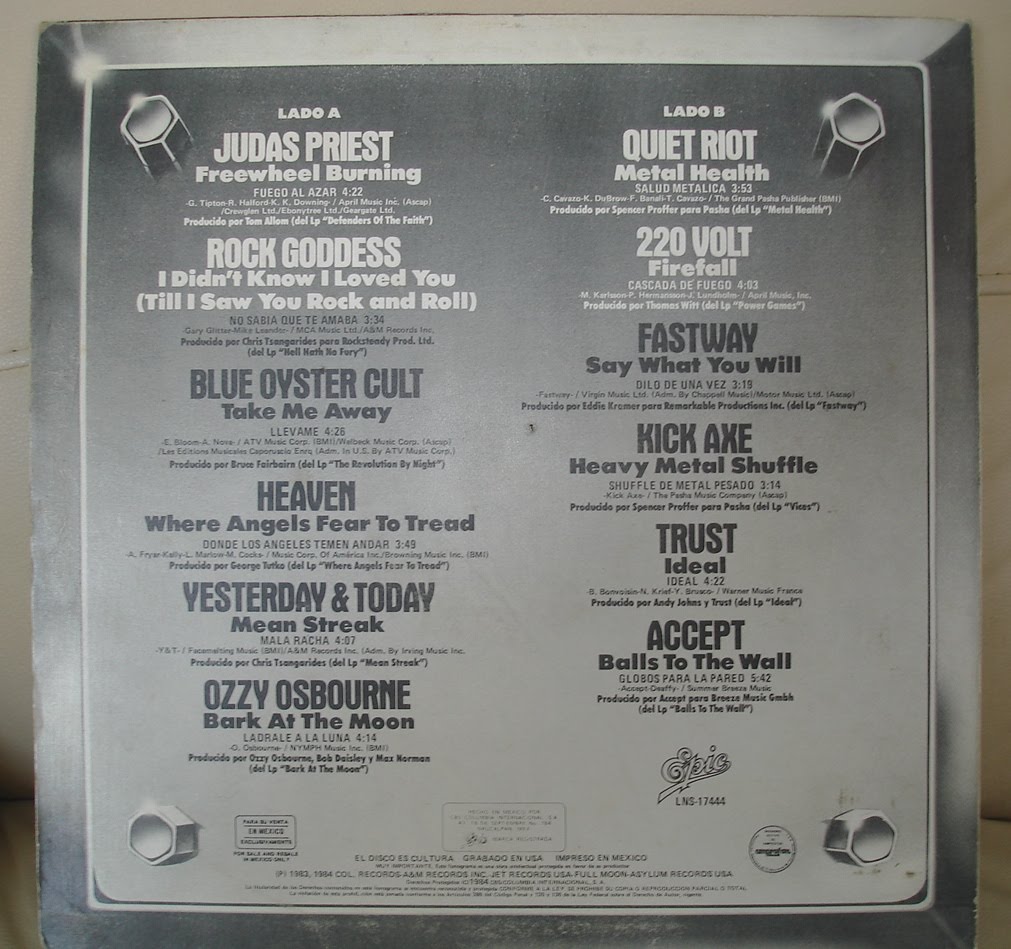 LADO A
JUDAS PRIEST
Freewheel Burning
FUEGO AL AZAR 4:22
-G. Tipton-R. Halford-K. K. Downing- / April Music Inc. (Ascap)
/Crewglen Ltd./Ebonytree Ltd./Geargate Ltd.
Producido por Tom Allom (del Lp "Defenders Of The Faith")
ROCK GODDESS
I Didn't Know I Loved You
(Till I Saw You Rock and Roll)
NO SABIA QUE TE AMABA 3:34
-Gary Glitter-Mike Leander- / MCA Music Ltd./A&M Records Inc.
Producido por Chris Tsangarides para Rockstendy Prod. Ltd.
(del Lp "Hell Hath No Fury")
BLUE OYSTER CULT
Take Me Away
LLEVAME 4:26
-E. Bloom-A. Nova- / ATV Music Corp. (BMI)/Welbeck Music Corp. (Ascap)
/Les Editions Musicales Caporuscio Enrq (Adm. In U.S. By ATV Music Corp.)
Producido por Bruce Fairbairn (del Lp "The Revolution By Night")
HEAVEN
Where Angels Fear To Tread
DONDE LOS ANGELES TEMEN ANDAR 3:49
-A. Fryar-Kelly-L. Marlow-M. Cocks- / Music Corp. Of América Inc./Browning Music Inc. (BMI)
Producido por George Tutko (del Lp "Where Angels Fear To Tread")
YESTERDAY & TODAY
Mean Streak
MALA RACHA 4:07
-Y&T- / Facemelting Music (BMI)/A&M Records Inc. (Adm. By Irving Music Inc.
Producido por Chris Tsangarides (del Lp "Mean Streak")
OZZY OSBOURNE
Bark At The Moon
LADRALE A LA LUNA 4:14
-O. Osbourne- / NYMPH Music Inc. (BMI)
Producido por Ozzy Osbourne, Bob Daisley y Max Norman
(del Lp "Bark At The Moon")
LADO B
QUIET RIOT
Metal Health
SALUD METALICA 3:53
-C. Cavazo-K. DuBrow-F. Banali-T. Cavazo- / The Grand Pasha Publisher (BMI)
Producido por Spencer Proffer para Pasha (del Lp "Metal Health")
220 VOLT
Firefall
CASCADA DE FUEGO 4:03
-M. Karlsson-P. Hermansson-J. Lundholm- / April Music, Inc.
Producido por Thomas Witt (del Lp "Power Games")
FASTWAY
Say What You Will
DILO DE UNA VEZ 3:19
-Fastway- / Virgin Music Ltd. (Adm. By Chappell Music)/Motor Music Ltd. (Ascap)
Producido por Eddie Kramer para Remarkable Productions Inc. (del Lp "Fastway")
KICK AXE
Heavy Metal Shuffle
SHUFFLE DE METAL PESADO 3:14
-Kick Axe- / The Pasha Music Company (Ascap)
Producido por Spencer Proffer para Pasha (del Lp "Vices")
TRUST
Ideal
IDEAL 4:22
-B. Bonvoisin-N. Krief-Y. Brusco- / Warner Music France
Producido por Andy Johns y Trust (del Lp "Ideal")
ACCEPT
Balls To The Wall
GLOBOS PARA LA PARED 5:42
-Accept-Deaffy- / Summer Breeze Music
Producido por Accept para Breeze Music Gmbh
(del Lp "Balls To The Wall")
Epic
LNS-17444
PARA SU VENTA
EN MEXICO
EXCLUSIVAMENTE
FOR SALE AND RESALE
IN MEXICO ONLY
HECHO EN MEXICO POR
CBS COLUMBIA INTERNACIONAL, S.A.
MARCA REGISTRADA
EL DISCO ES CULTURA GRABADO EN USA IMPRESO EN MEXICO
(P) 1983, 1984 COL. RECORDS-A&M RECORDS INC. JET RECORDS USA-FULL MOON-ASYLUM RECORDS USA
Derechos Protegidos (C)1984 CBS/COLUMBIA INTERNACIONAL, S. A.